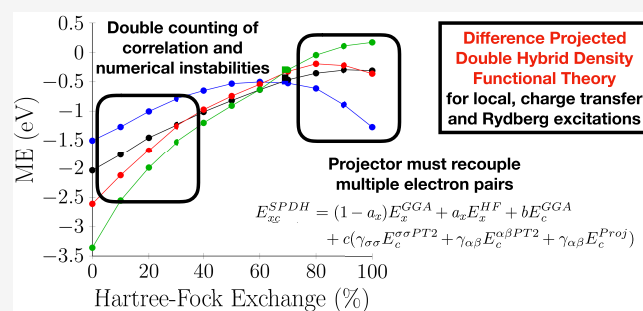 Double counting of
correlation and
numerical instabilities
Difference Projected
Double Hybrid Density
Functional Theory
for local, charge transfer
and Rydberg excitations
0.5
0
−0.5
−1.0
−1.5
−2.0
−2.5
−3
−3.5
ME (eV)
0 20 40 60 80 100
Hartree-Fock Exchange (%)
Projector must recouple
multiple electron pairs
E_{xc}^{SPDH} = (1 − a_x)E_x^{GGA} + a_xE_x^{HF} + bE_c^{GGA}
+ c(γ_{σσ}E_c^{σσPT2} + γ_{αβ}E_c^{αβPT2} + γ_{αβ}E_c^{Proj})